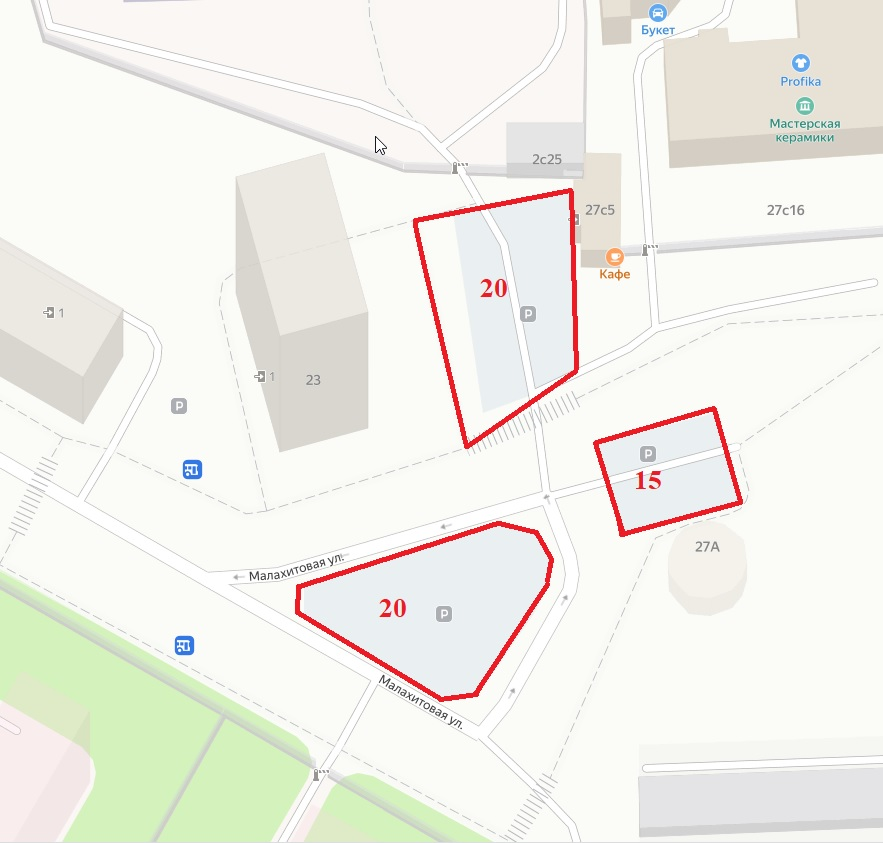 Букет
Profika
Мастерская
керамики
2с25
27с5
27с16
Кафе
20
P
1
1
23
P
P
15
27А
Малахитовая ул.
20
P
Малахитовая ул.